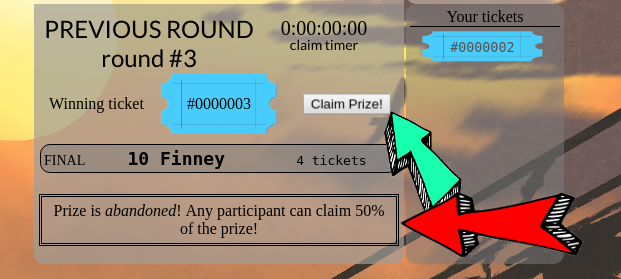 PREVIOUS ROUND
round #3
0:00:00:00
claim timer
Winning ticket
#0000003
Claim Prize!
FINAL 10 Finney 4 tickets
Prize is abandoned! Any participant can claim 50%
of the prize!
Your tickets
#0000002